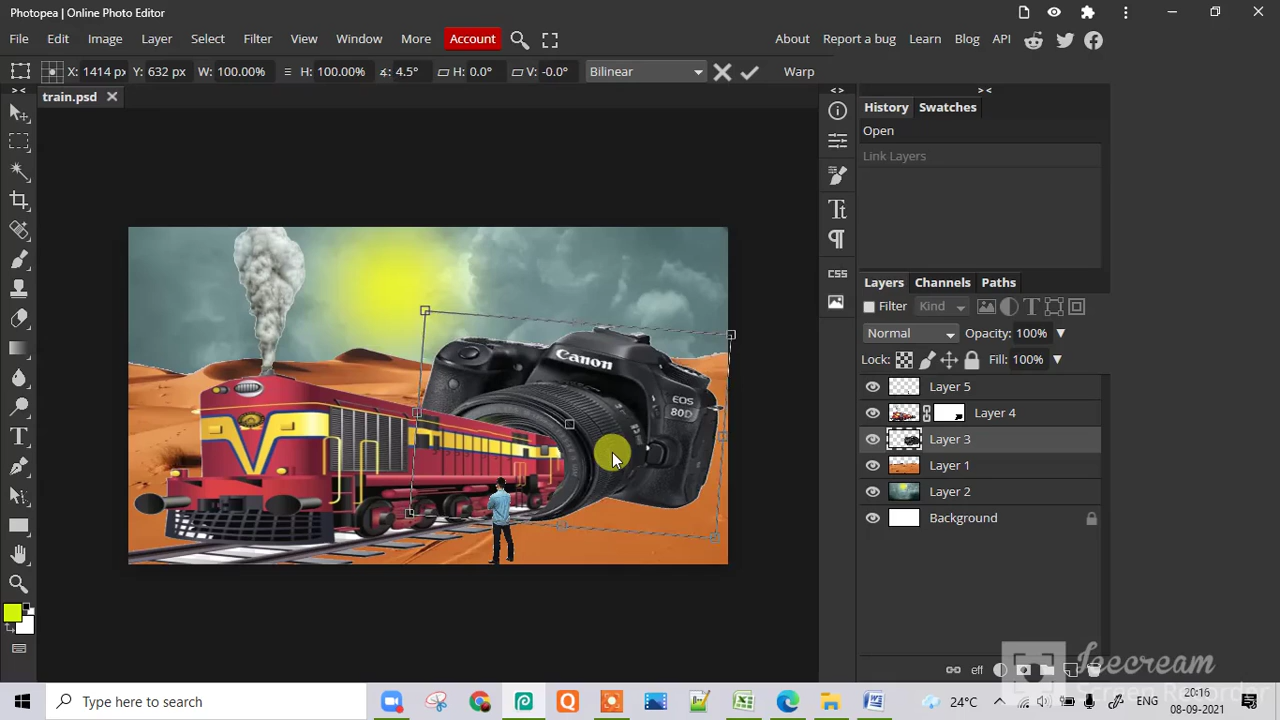 Photopea | Online Photo Editor
File Edit Image Layer Select Filter View Window More Account About Report a bug Learn Blog API
X: 1414 px Y: 632 px W: 100.00% H: 100.00% ∡: 4.5° H: 0.0° V: -0.0° Bilinear Warp
train.psd
History Swatches
Open
Link Layers
CSS
Layers Channels Paths
Filter Kind
Normal Opacity: 100%
Lock: Fill: 100%
Layer 5
Layer 4
Layer 3
Layer 1
Layer 2
Background
Canon
EOS
80D
eff
Icecream
Screen Recorder
Type here to search
24°C ENG 20:16
08-09-2021